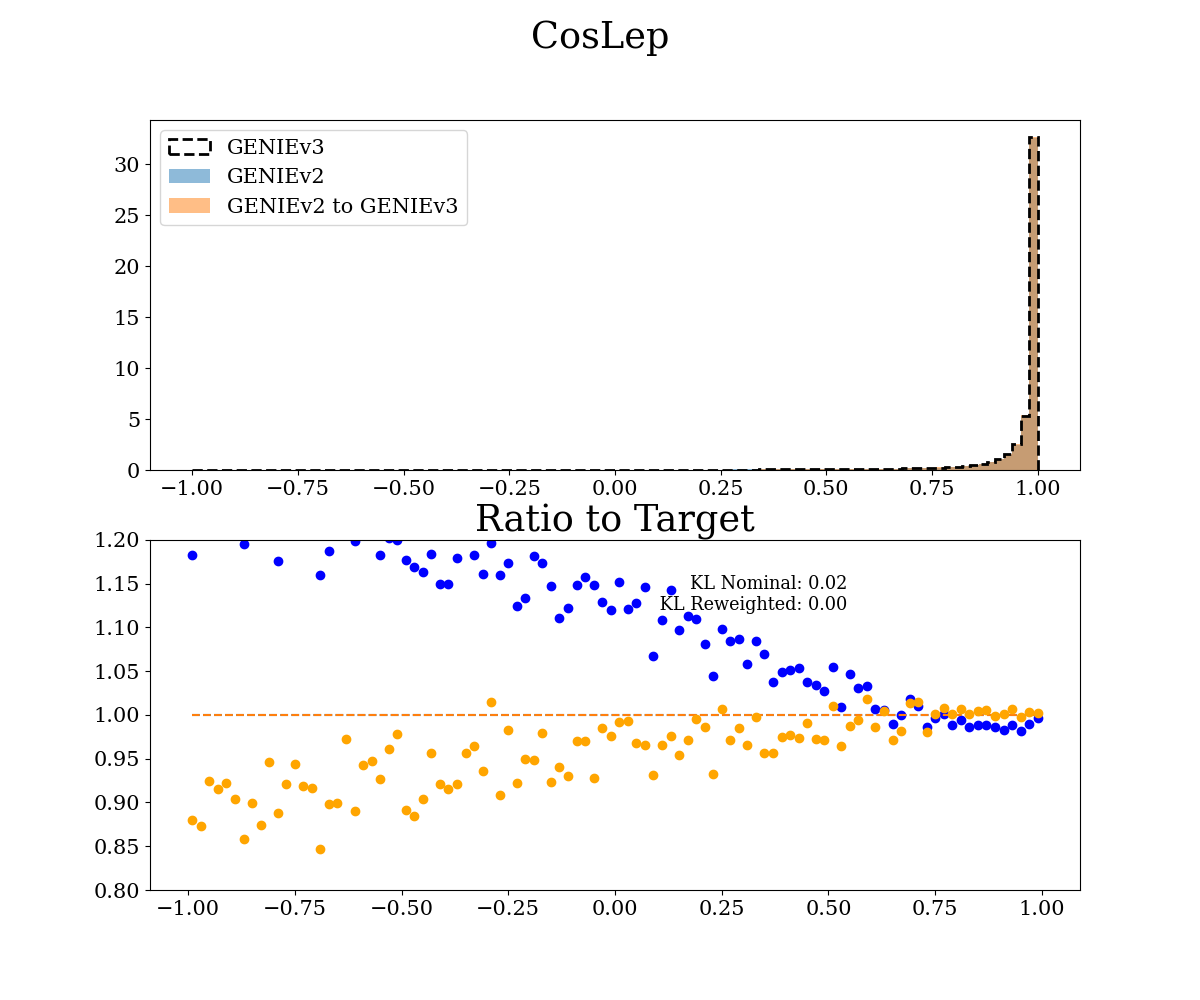 CosLep
GENIEv3
GENIEv2
GENIEv2 to GENIEv3
30
25
20
15
10
5
0
−1.00 −0.75 −0.50 −0.25 0.00 0.25 0.50 0.75 1.00
Ratio to Target
KL Nominal: 0.02
KL Reweighted: 0.00
1.20
1.15
1.10
1.05
1.00
0.95
0.90
0.85
0.80
−1.00 −0.75 −0.50 −0.25 0.00 0.25 0.50 0.75 1.00